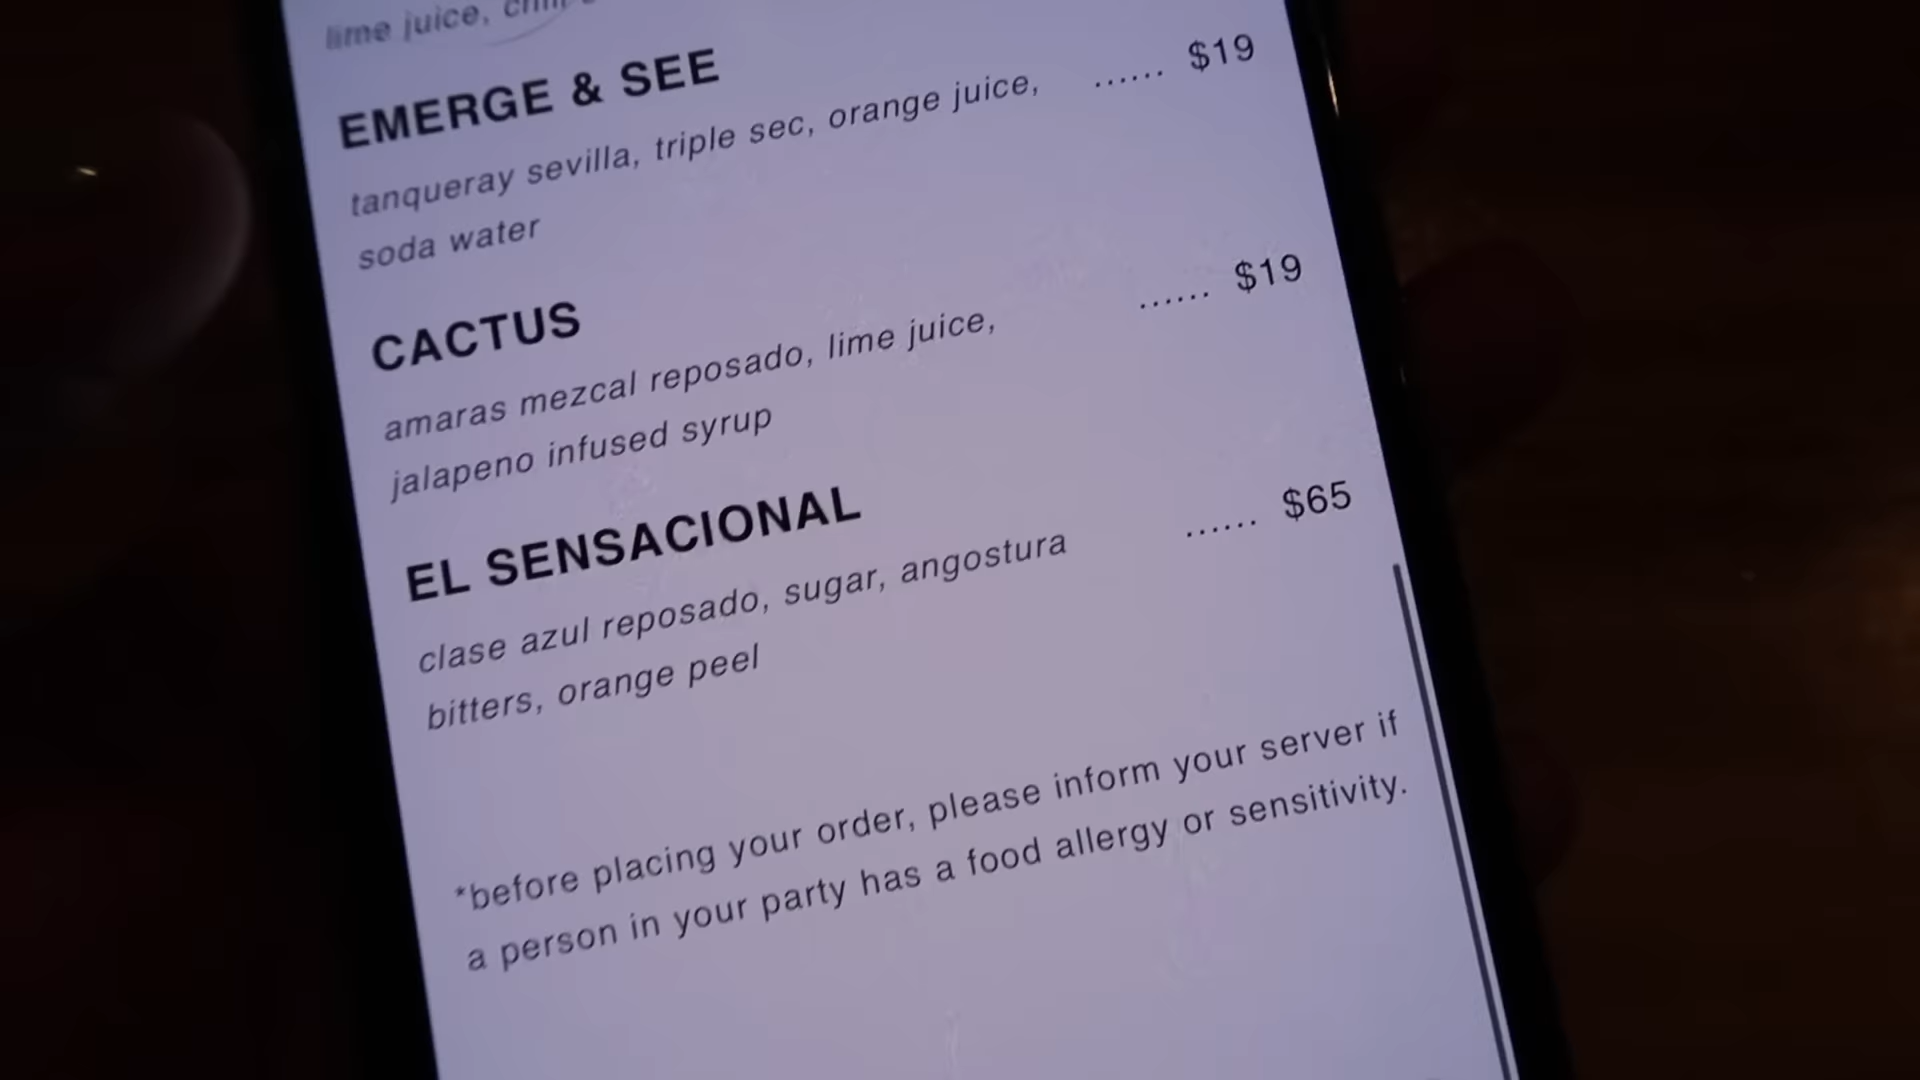 lime juice,
EMERGE & SEE
...... $19
tanqueray sevilla, triple sec, orange juice,
soda water
CACTUS
...... $19
amaras mezcal reposado, lime juice,
jalapeno infused syrup
EL SENSACIONAL
...... $65
clase azul reposado, sugar, angostura
bitters, orange peel
*before placing your order, please inform your server if
a person in your party has a food allergy or sensitivity.